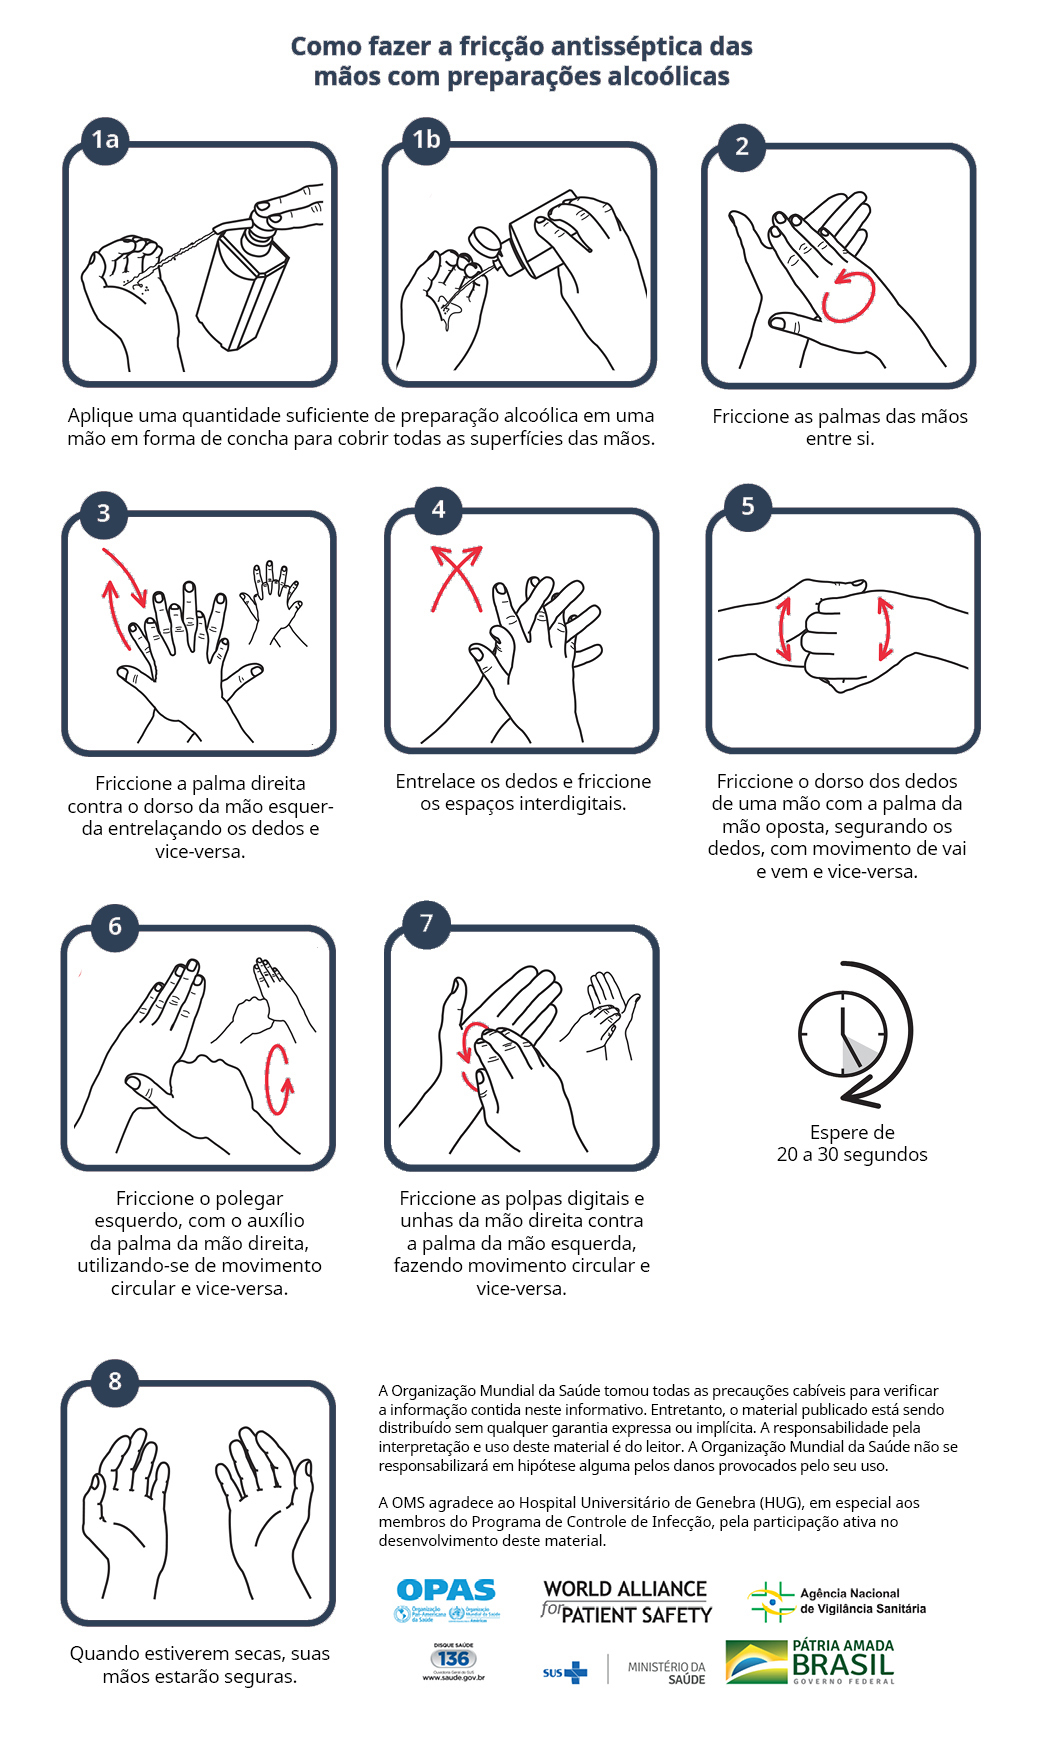 Como fazer a fricção antisséptica das
mãos com preparações alcoólicas
1a
1b
Aplique uma quantidade suficiente de preparação alcoólica em uma
mão em forma de concha para cobrir todas as superfícies das mãos.
2
Friccione as palmas das mãos
entre si.
3
Friccione a palma direita
contra o dorso da mão esquer-
da entrelaçando os dedos e
vice-versa.
4
Entrelace os dedos e friccione
os espaços interdigitais.
5
Friccione o dorso dos dedos
de uma mão com a palma da
mão oposta, segurando os
dedos, com movimento de vai
e vem e vice-versa.
6
Friccione o polegar
esquerdo, com o auxílio
da palma da mão direita,
utilizando-se de movimento
circular e vice-versa.
7
Friccione as polpas digitais e
unhas da mão direita contra
a palma da mão esquerda,
fazendo movimento circular e
vice-versa.
Espere de
20 a 30 segundos
8
Quando estiverem secas, suas
mãos estarão seguras.
A Organização Mundial da Saúde tomou todas as precauções cabíveis para verificar
a informação contida neste informativo. Entretanto, o material publicado está sendo
distribuído sem qualquer garantia expressa ou implícita. A responsabilidade pela
interpretação e uso deste material é do leitor. A Organização Mundial da Saúde não se
responsabilizará em hipótese alguma pelos danos provocados pelo seu uso.
A OMS agradece ao Hospital Universitário de Genebra (HUG), em especial aos
membros do Programa de Controle de Infecção, pela participação ativa no
desenvolvimento deste material.
OPAS
Organização
Pan-Americana
da Saúde
Organização
Mundial da Saúde
Américas
WORLD ALLIANCE
for PATIENT SAFETY
Agência Nacional
de Vigilância Sanitária
DISQUE SAÚDE
136
Ouvidoria Geral do SUS
www.saude.gov.br
SUS
MINISTÉRIO DA
SAÚDE
PÁTRIA AMADA
BRASIL
GOVERNO FEDERAL